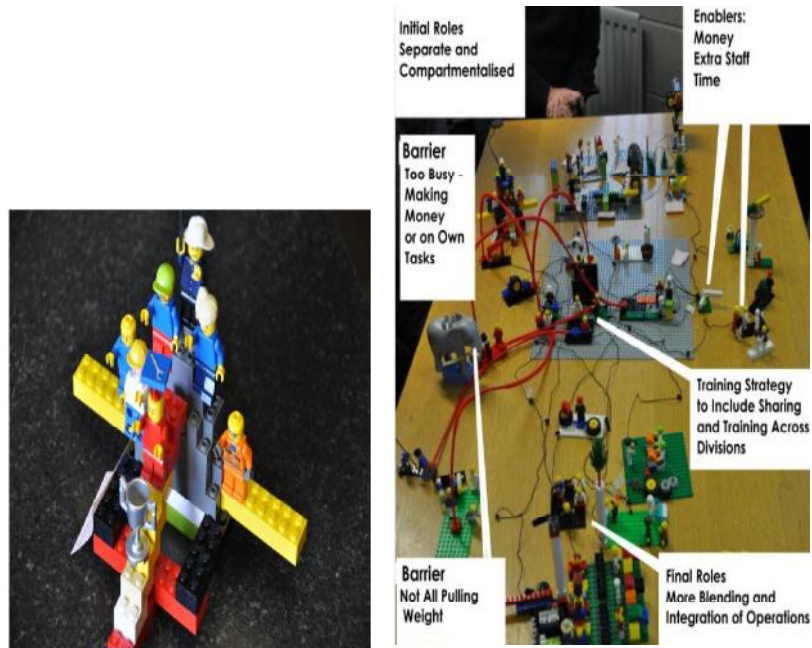 Initial Roles
Separate and
Compartmentalised
Enablers:
Money
Extra Staff
Time
Barrier
Too Busy -
Making
Money
or on Own
Tasks
Training Strategy
to Include Sharing
and Training Across
Divisions
Barrier
Not All Pulling
Weight
Final Roles
More Blending and
Integration of Operations